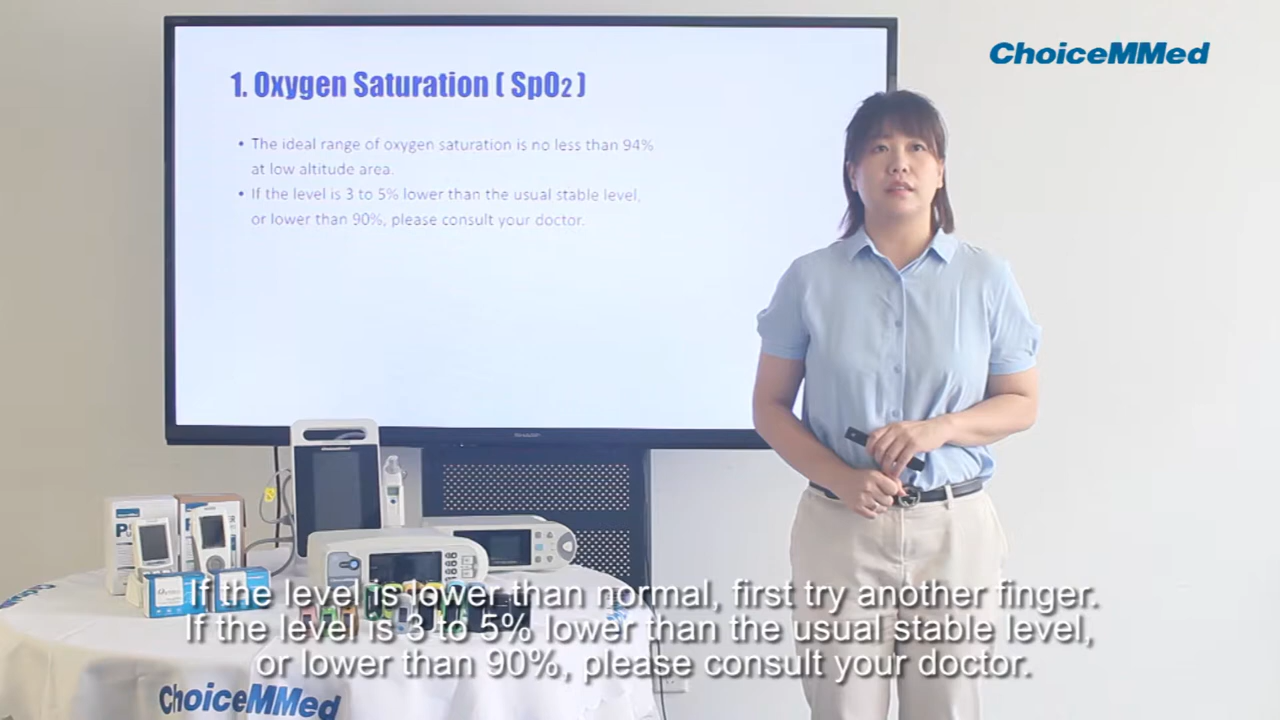 ChoiceMMed
1. Oxygen Saturation ( SpO2 )
• The ideal range of oxygen saturation is no less than 94%
at low altitude area.
• If the level is 3 to 5% lower than the usual stable level,
or lower than 90%, please consult your doctor.
If the level is lower than normal, first try another finger.
If the level is 3 to 5% lower than the usual stable level,
or lower than 90%, please consult your doctor.
ChoiceMMed